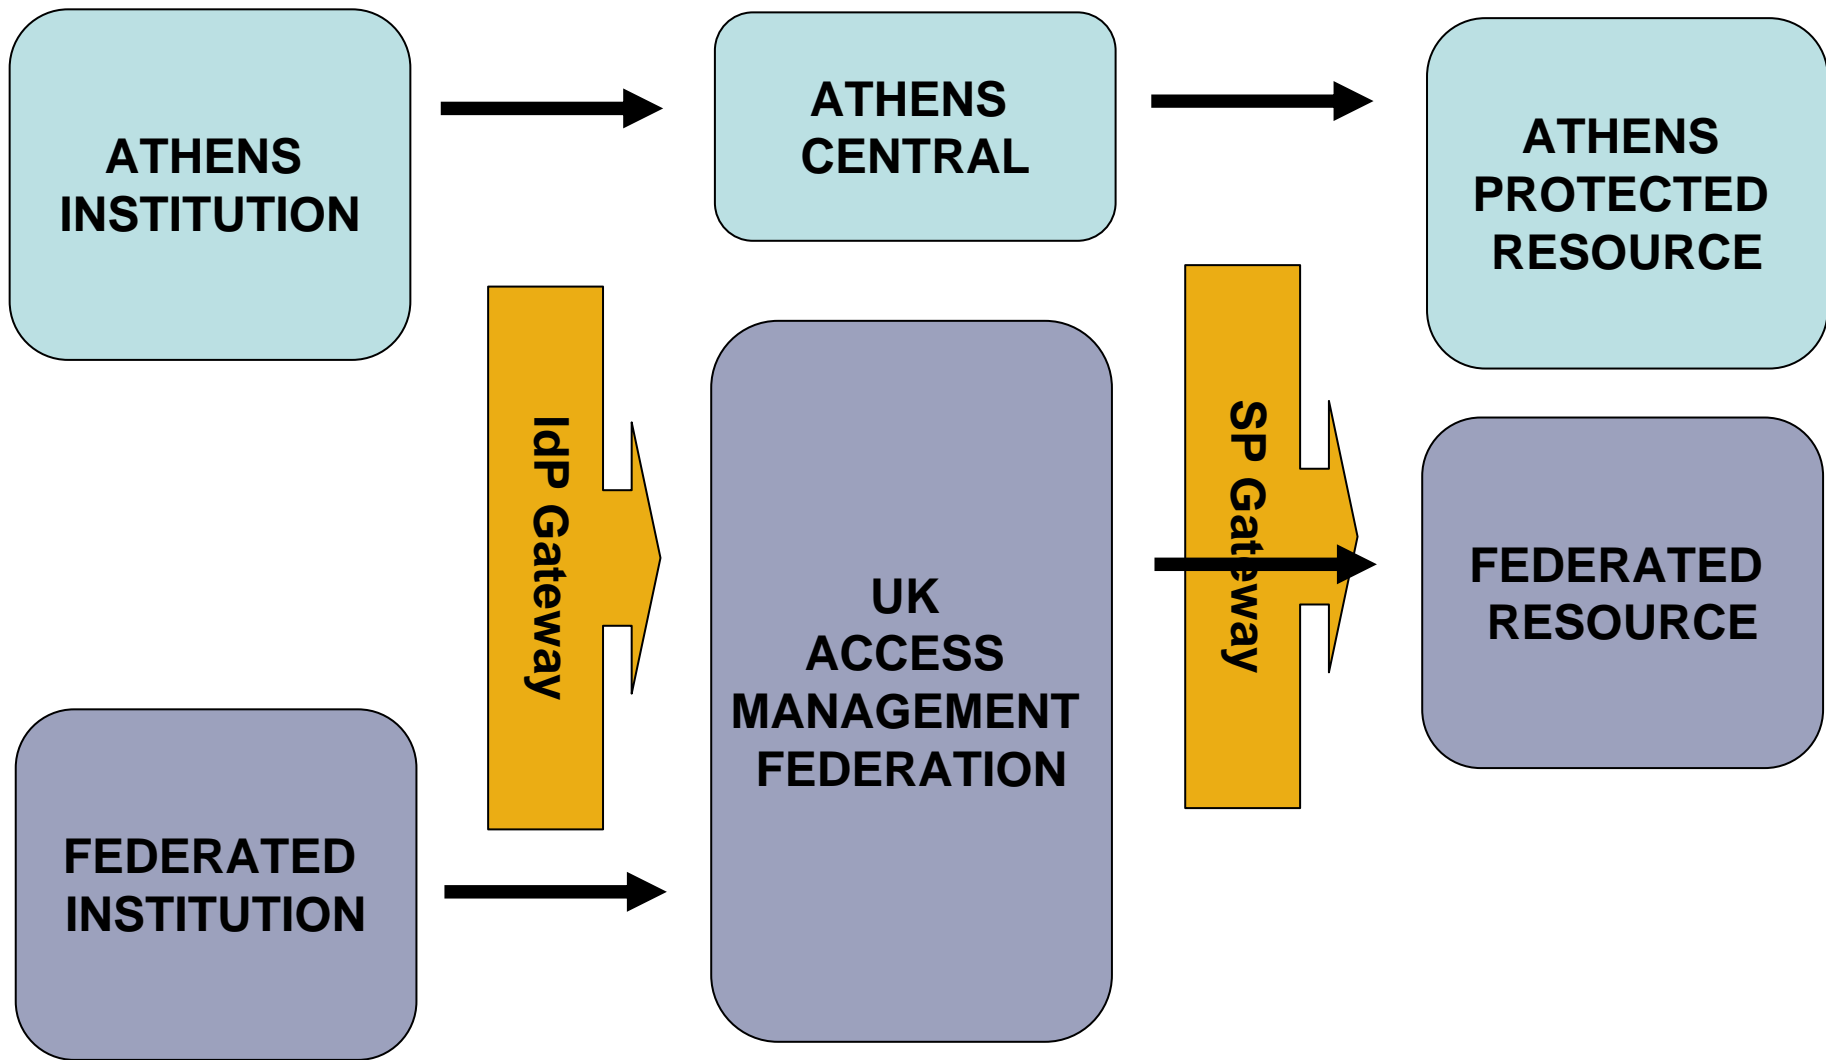 ATHENS
INSTITUTION
ATHENS
CENTRAL
ATHENS
PROTECTED
RESOURCE
IdP Gateway
SP Gateway
UK
ACCESS
MANAGEMENT
FEDERATION
FEDERATED
RESOURCE
FEDERATED
INSTITUTION